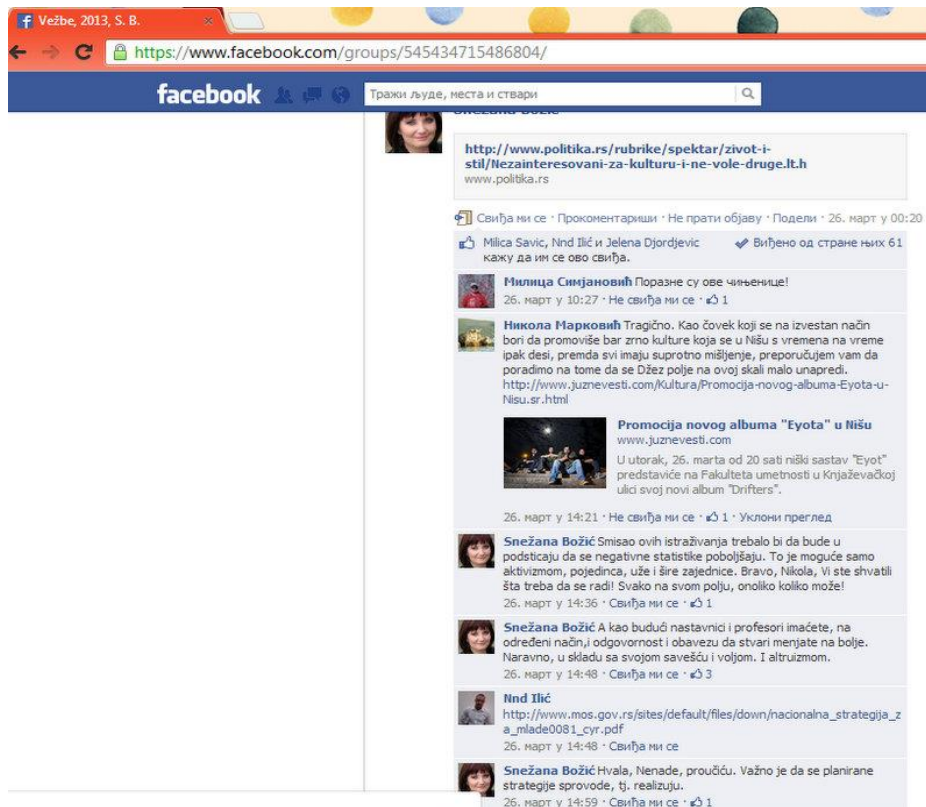 Vežbe, 2013, S. B.
https://www.facebook.com/groups/545434715486804/
facebook
Тражи људе, места и ствари
Snežana Božić
http://www.politika.rs/rubrike/spektar/zivot-i-
stil/Nezainteresovani-za-kulturu-i-ne-vole-druge.lt.h
www.politika.rs
Свиђа ми се · Прокоментариши · Не прати објаву · Подели · 26. март у 00:20
Milica Savic, Nnd Ilić и Jelena Djordjevic
кажу да им се ово свиђа.
Виђено од стране њих 61
Милица Симјановић Поразне су ове чињенице!
26. март у 10:27 · Не свиђа ми се · 1
Никола Марковић Tragično. Kao čovek koji se na izvestan način
bori da promoviše bar zrno kulture koja se u Nišu s vremena na vreme
ipak desi, premda svi imaju suprotno mišljenje, preporučujem vam da
poradimo na tome da se Džez polje na ovoj skali malo unapredi.
http://www.juznevesti.com/Kultura/Promocija-novog-albuma-Eyota-u-
Nisu.sr.html
Promocija novog albuma "Eyota" u Nišu
www.juznevesti.com
U utorak, 26. marta od 20 sati niški sastav "Eyot"
predstaviće na Fakulteta umetnosti u Knjaževačkoj
ulici svoj novi album "Drifters".
26. март у 14:21 · Не свиђа ми се · 1 · Уклони преглед
Snežana Božić Smisao ovih istraživanja trebalo bi da bude u
podsticaju da se negativne statistike poboljšaju. To je moguće samo
aktivizmom, pojedinca, uže i šire zajednice. Bravo, Nikola, Vi ste shvatili
šta treba da se radi! Svako na svom polju, onoliko koliko može!
26. март у 14:36 · Свиђа ми се · 1
Snežana Božić A kao budući nastavnici i profesori imaćete, na
određeni način,i odgovornost i obavezu da stvari menjate na bolje.
Naravno, u skladu sa svojom savešću i voljom. I altruizmom.
26. март у 14:48 · Свиђа ми се · 3
Nnd Ilić
http://www.mos.gov.rs/sites/default/files/down/nacionalna_strategija_z
a_mlade0081_cyr.pdf
26. март у 14:48 · Свиђа ми се
Snežana Božić Hvala, Nenade, proučiću. Važno je da se planirane
strategije sprovode, tj. realizuju.
26. март у 14:59 · Свиђа ми се · 1